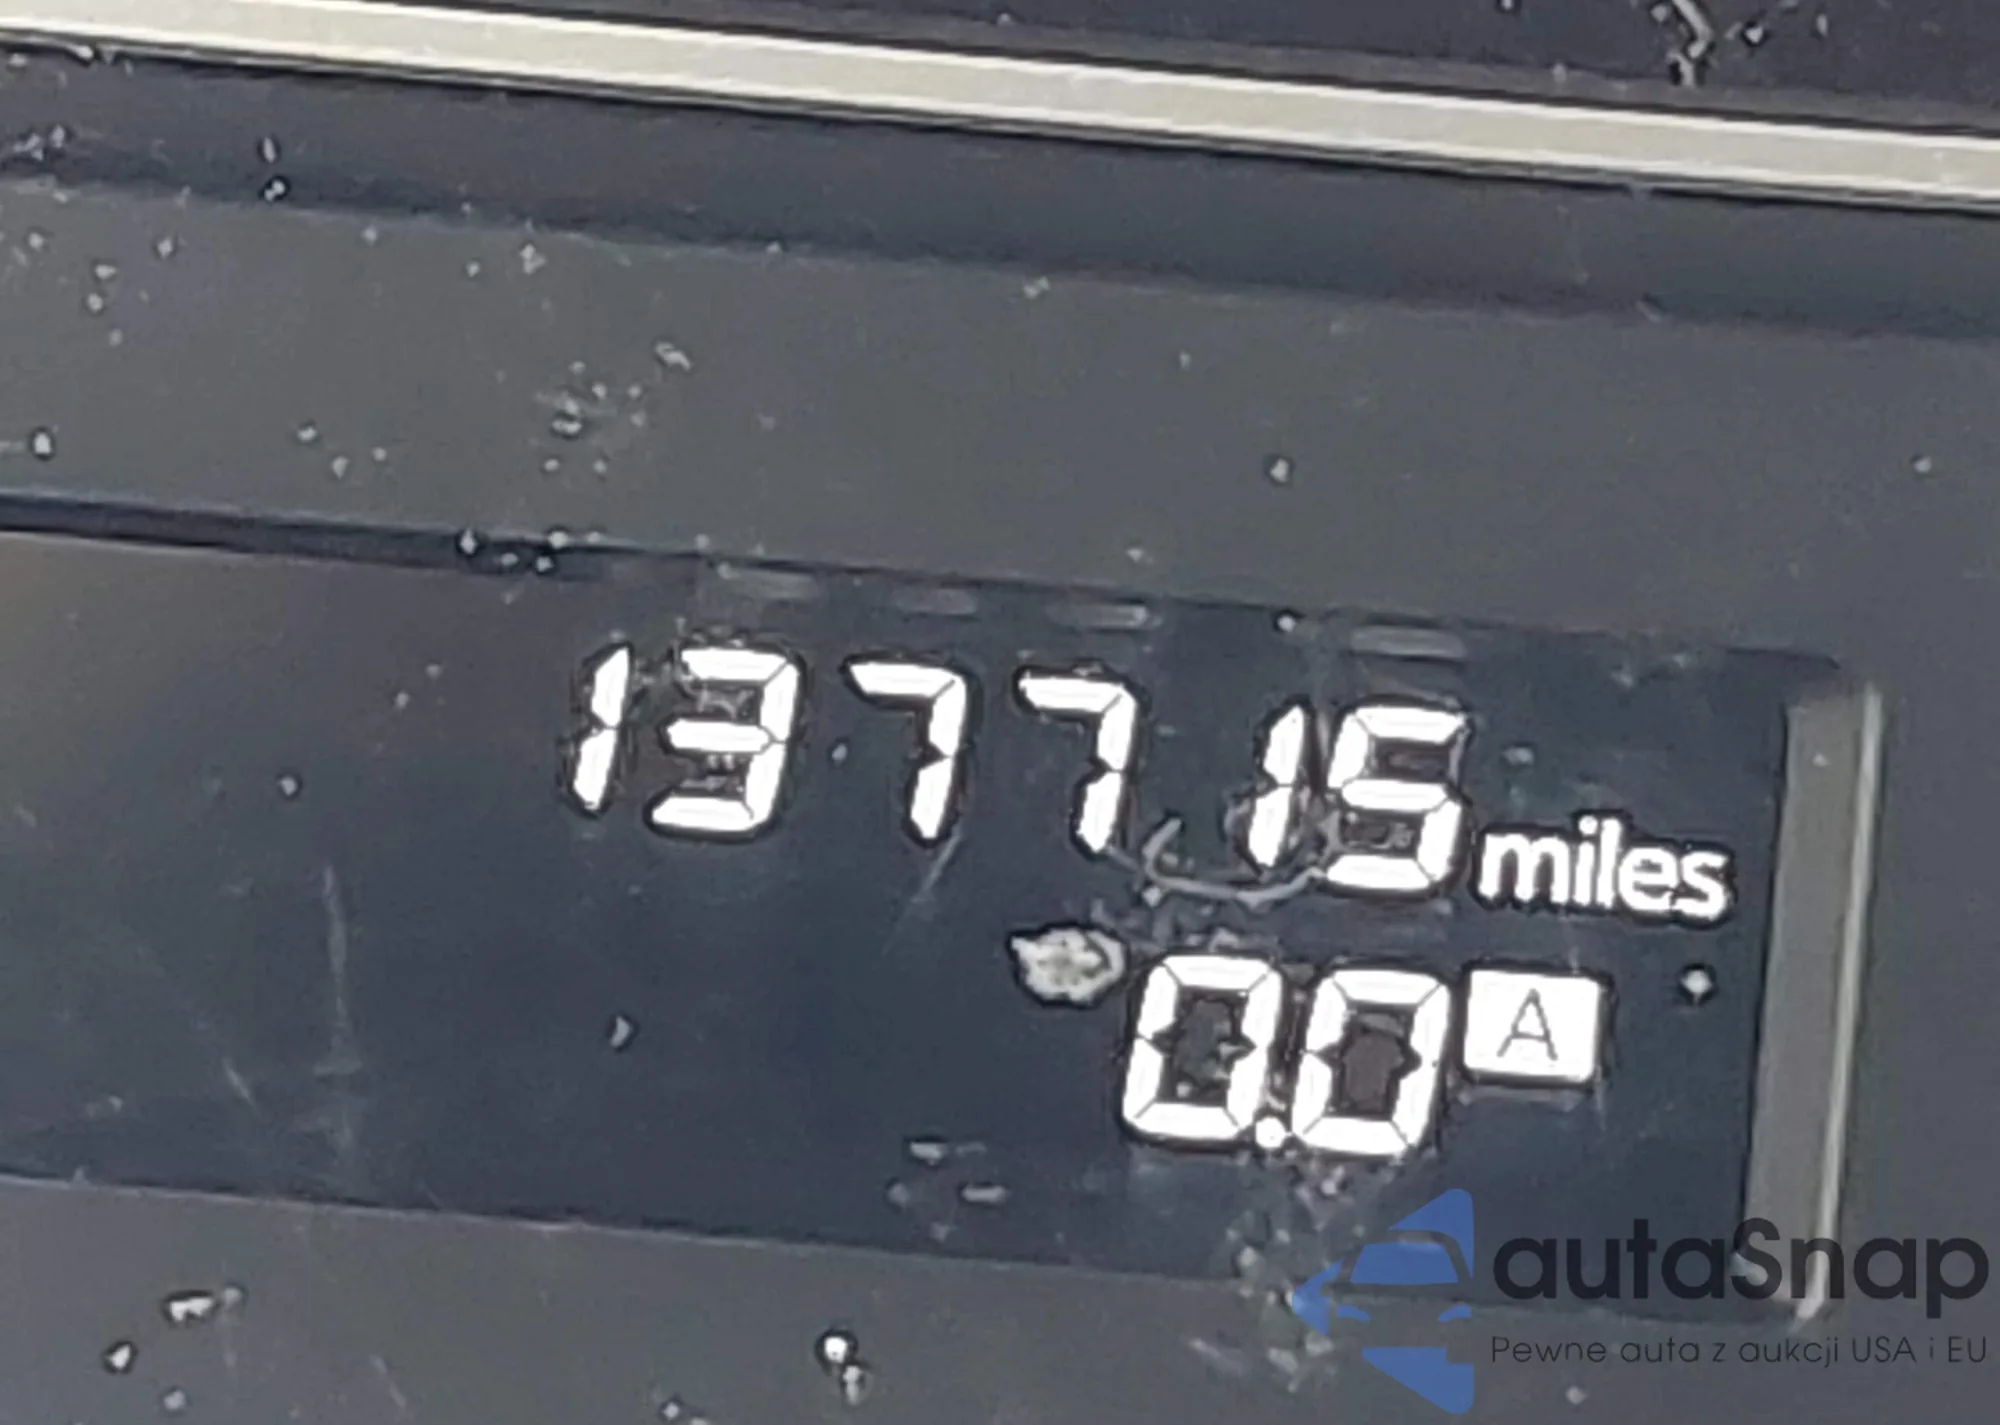 137715 miles
0.0 A
autaSnap
Pewne auta z aukcji USA i EU